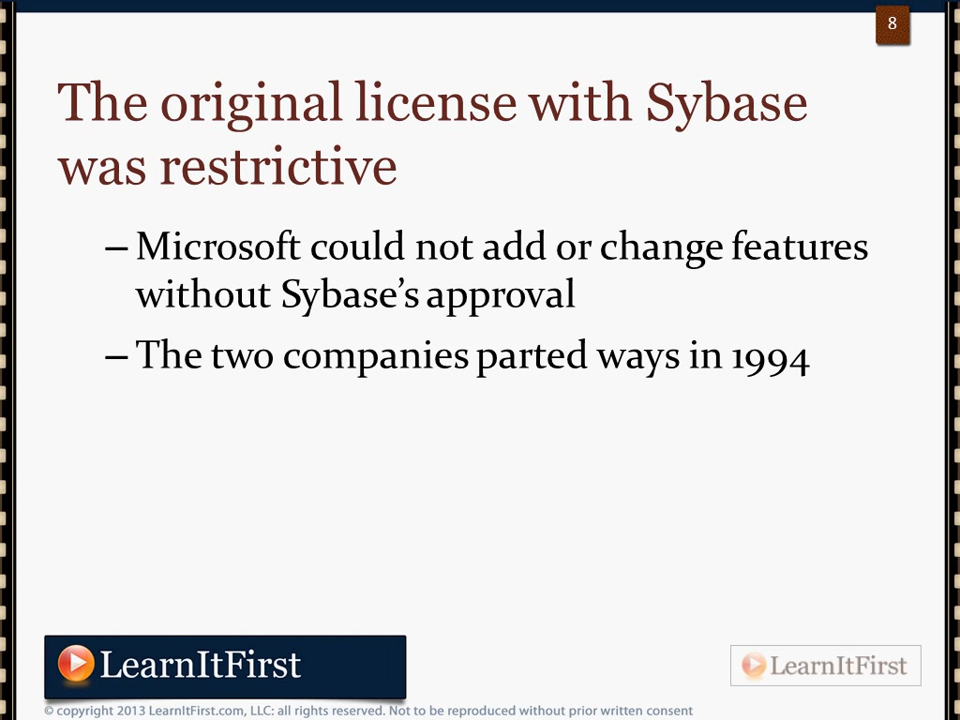 8
The original license with Sybase
was restrictive
– Microsoft could not add or change features
without Sybase’s approval
– The two companies parted ways in 1994
LearnItFirst
LearnItFirst
© copyright 2013 LearnItFirst.com, LLC: all rights reserved. Not to be reproduced without prior written consent